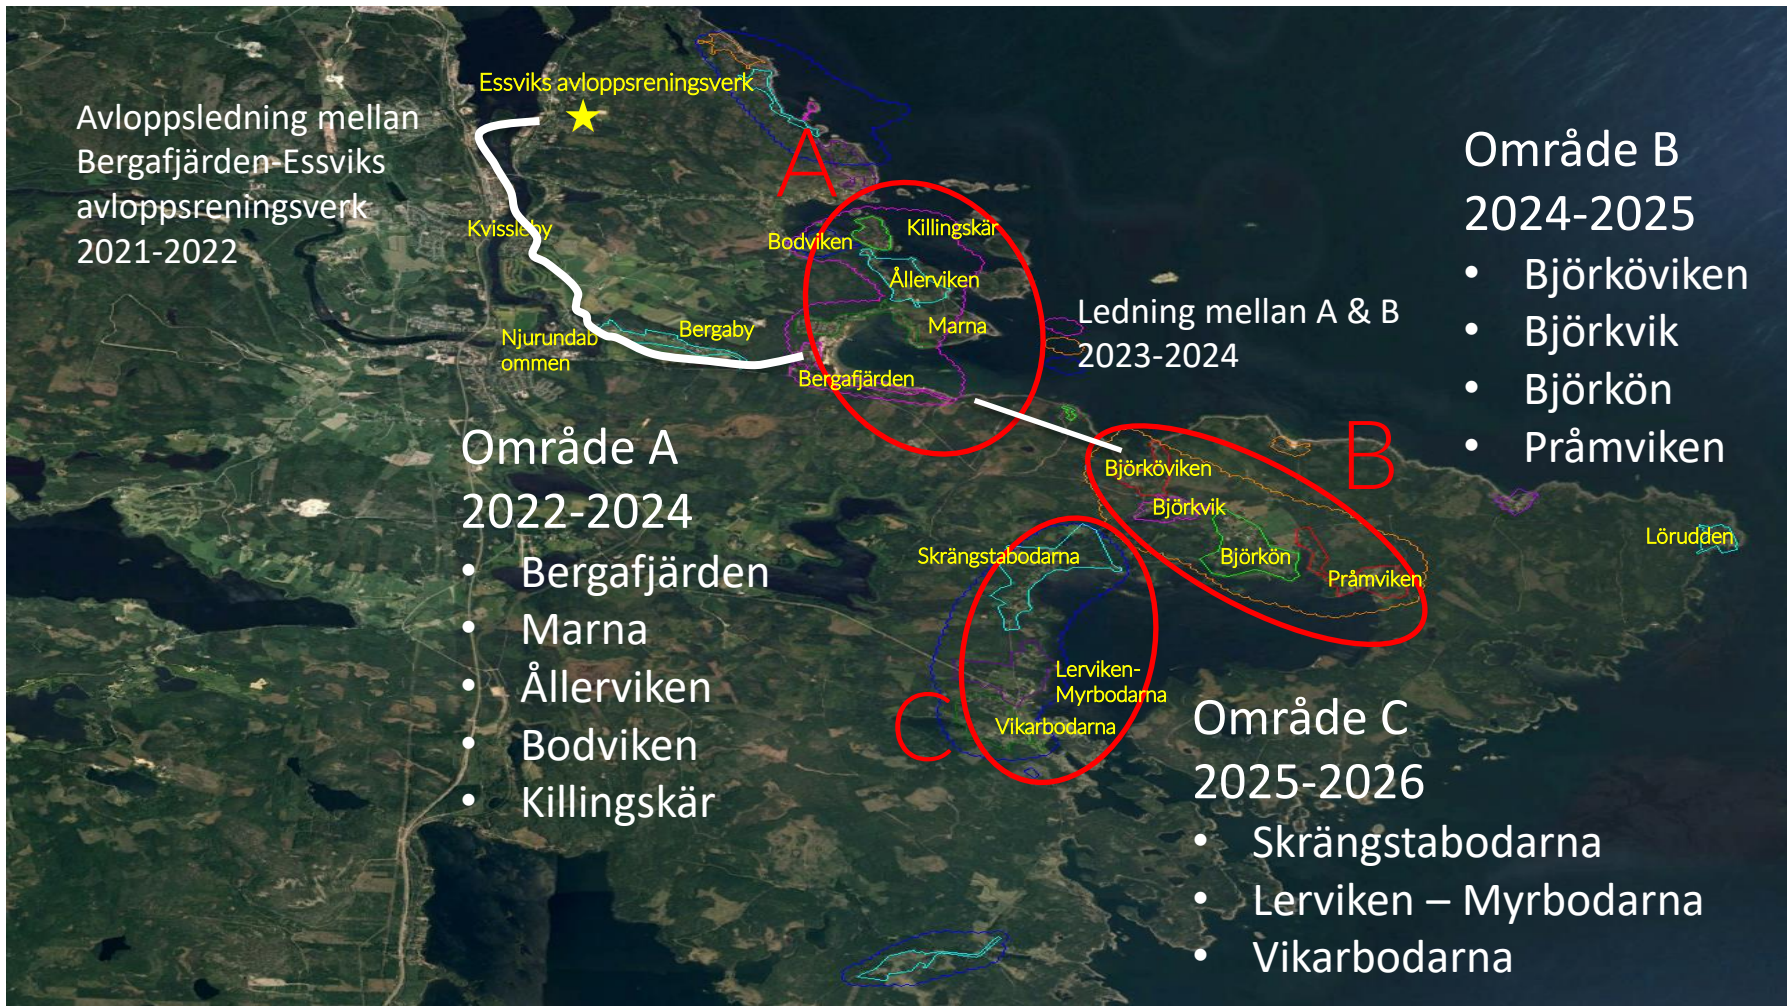 Avloppsledning mellan
Bergafjärden-Essviks
avloppsreningsverk
2021-2022
Essviks avloppsreningsverk
Kvissleby
Njurundab
ommen
Bergaby
A
Bodviken
Killingskär
Ållerviken
Marna
Bergafjärden
Ledning mellan A & B
2023-2024
Område B
2024-2025
• Björköviken
• Björkvik
• Björkön
• Pråmviken
Område A
2022-2024
• Bergafjärden
• Marna
• Ållerviken
• Bodviken
• Killingskär
B
Björköviken
Björkvik
Björkön
Pråmviken
Lörudden
Skrängstabodarna
Lerviken-
Myrbodarna
Vikarbodarna
C
Område C
2025-2026
• Skrängstabodarna
• Lerviken – Myrbodarna
• Vikarbodarna